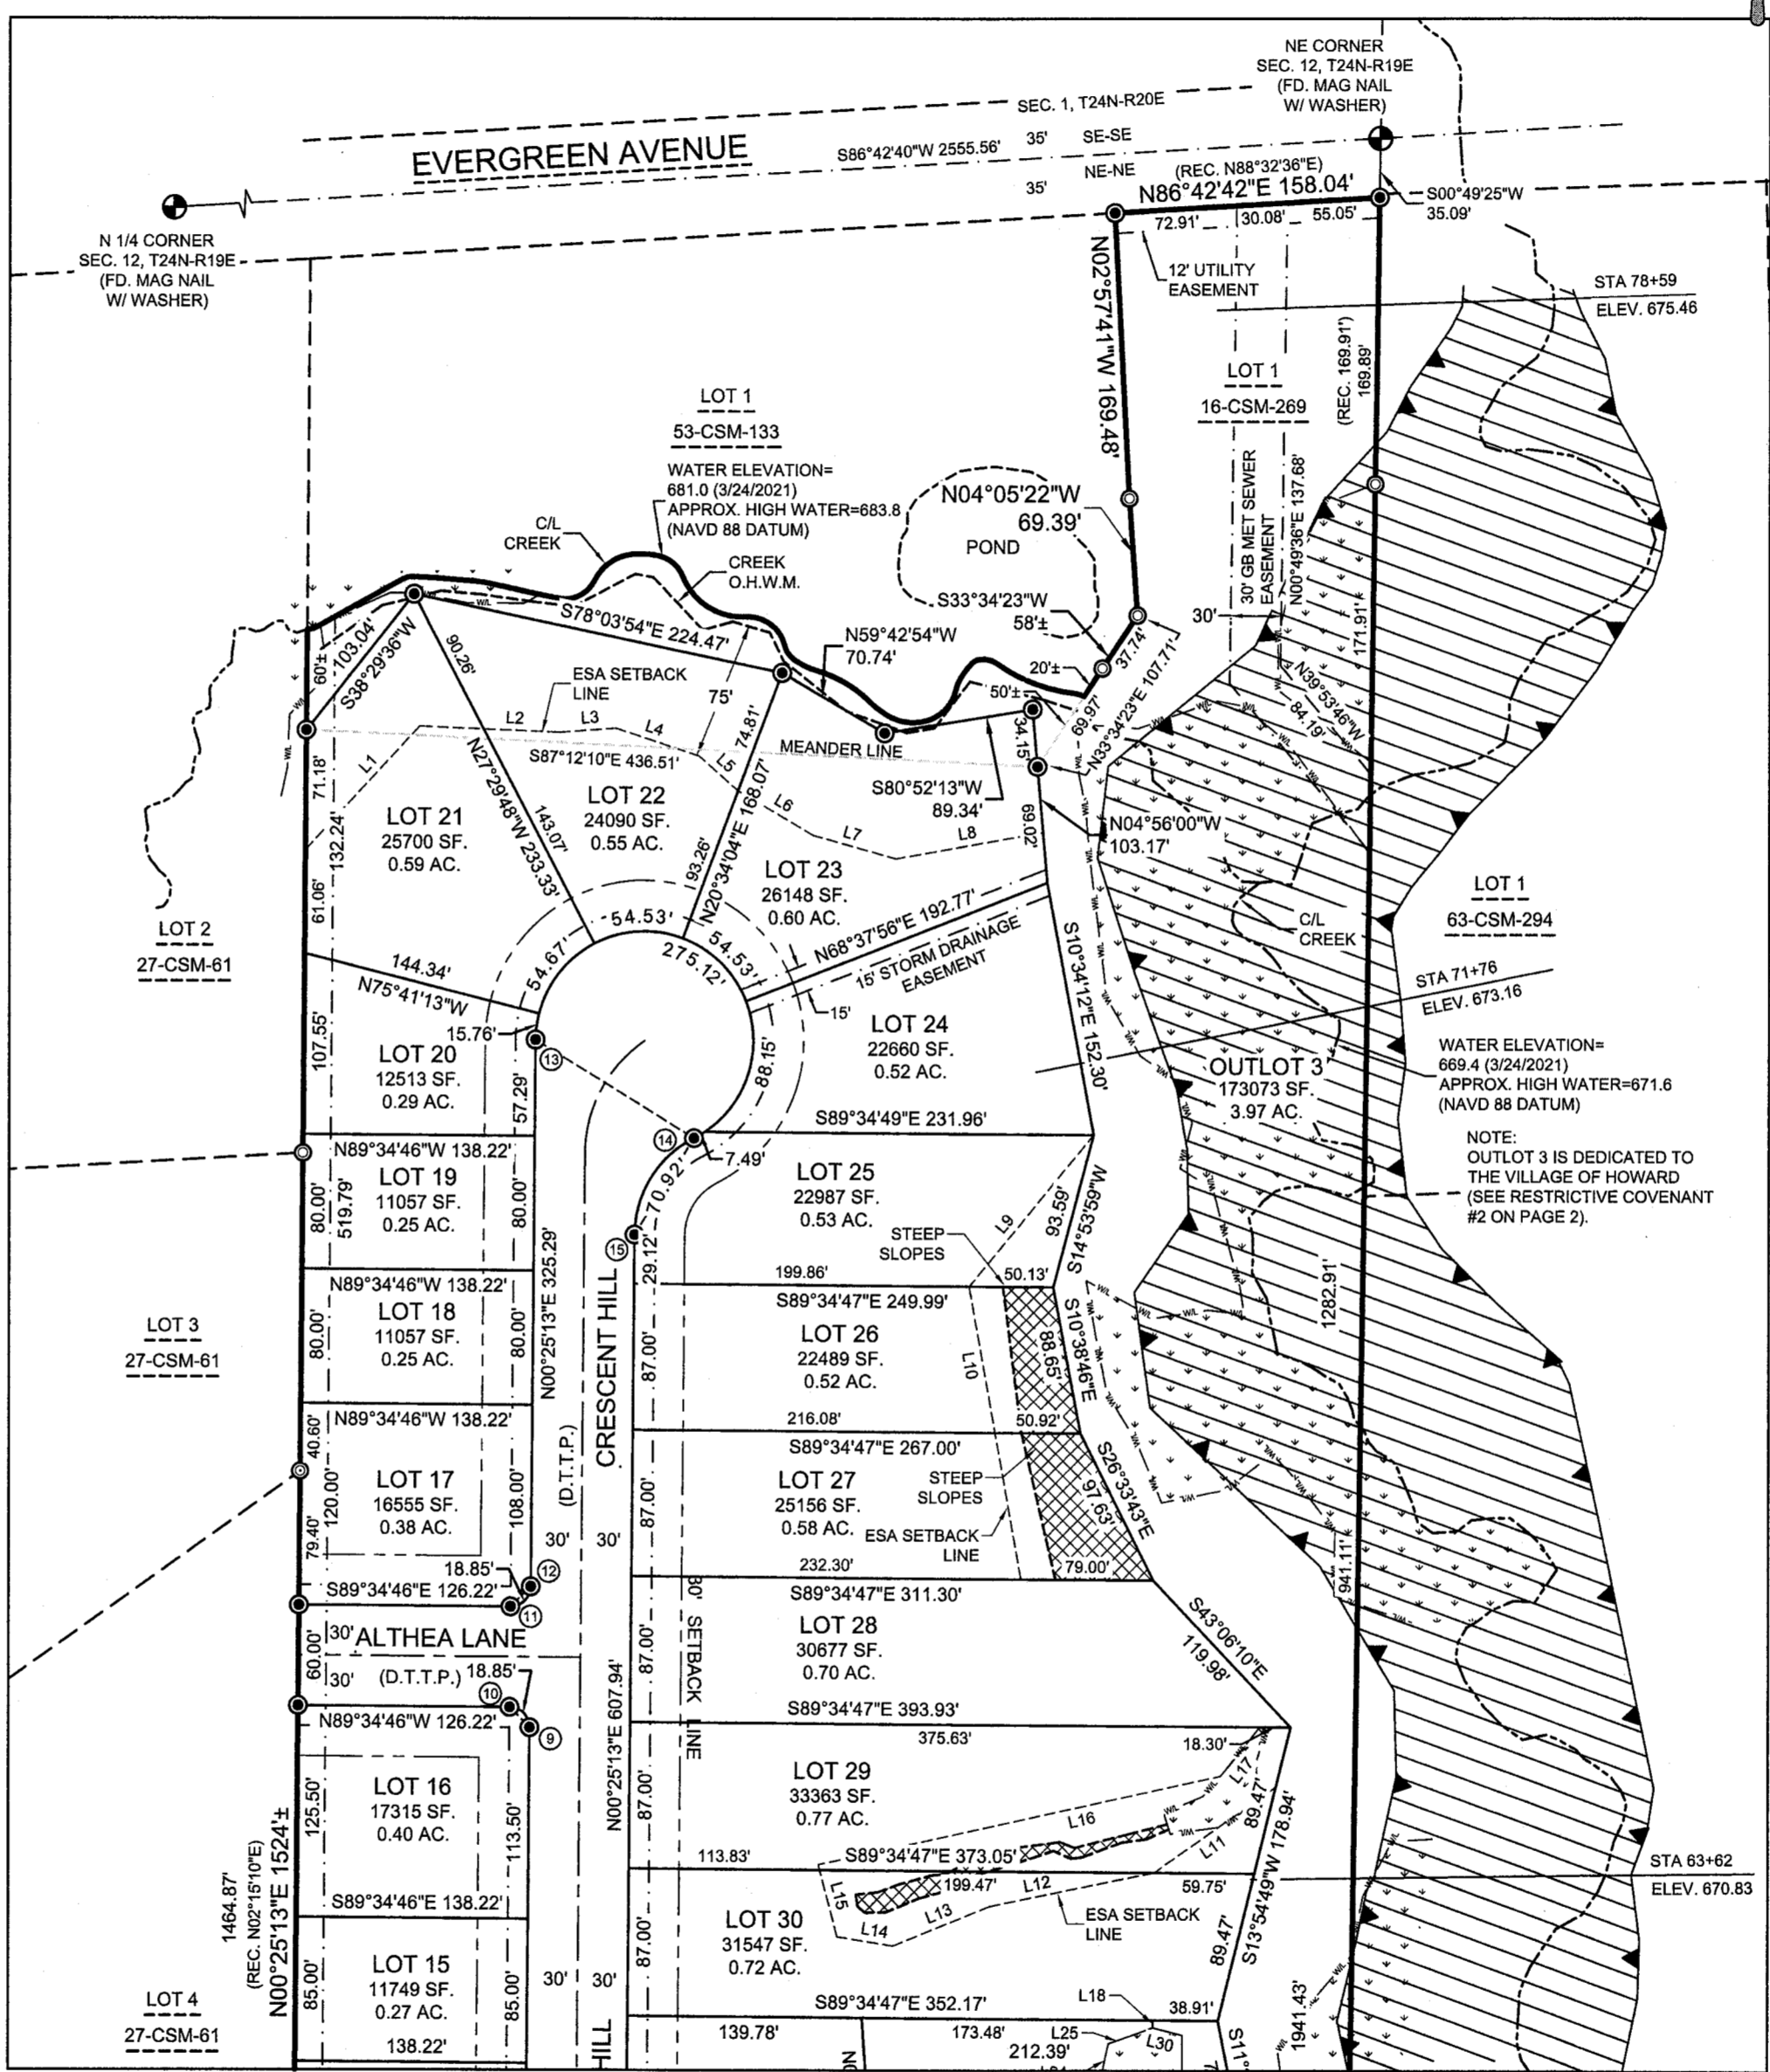 NE CORNER
SEC. 12, T24N-R19E
(FD. MAG NAIL
W/ WASHER)
SEC. 1, T24N-R20E
EVERGREEN AVENUE
S86°42'40"W 2555.56'
35'
SE-SE
35'
NE-NE
(REC. N88°32'36"E)
N86°42'42"E 158.04'
72.91'
30.08'
55.05'
S00°49'25"W
35.09'
N 1/4 CORNER
SEC. 12, T24N-R19E
(FD. MAG NAIL
W/ WASHER)
12' UTILITY
EASEMENT
N02°57'41"W 169.48'
STA 78+59
ELEV. 675.46
(REC. 169.91')
169.89'
LOT 1
16-CSM-269
LOT 1
53-CSM-133
WATER ELEVATION=
681.0 (3/24/2021)
APPROX. HIGH WATER=683.8
(NAVD 88 DATUM)
C/L
CREEK
CREEK
O.H.W.M.
N04°05'22"W
69.39'
POND
30' GB MET SEWER
EASEMENT
N00°49'36"E 137.68'
30'
171.91'
S33°34'23"W
58'±
37.74'
20'±
50'±
69.97'
N33°34'23"E 107.71'
N39°53'46"W
84.19'
60'±
103.04'
S38°29'36"W
S78°03'54"E 224.47'
N59°42'54"W
70.74'
90.26'
ESA SETBACK
LINE
75'
74.81'
MEANDER LINE
34.15'
L1
L2
L3
L4
L5
L6
L7
L8
S87°12'10"E 436.51'
S80°52'13"W
89.34'
69.02'
N04°56'00"W
103.17'
71.18'
132.24'
61.06'
LOT 21
25700 SF.
0.59 AC.
N27°29'48"W 233.33'
143.07'
LOT 22
24090 SF.
0.55 AC.
93.26'
N20°34'04"E 168.07'
LOT 23
26148 SF.
0.60 AC.
N68°37'56"E 192.77'
15' STORM DRAINAGE
EASEMENT
15'
S10°34'12"E 152.30'
C/L
CREEK
LOT 1
63-CSM-294
LOT 2
27-CSM-61
144.34'
N75°41'13"W
54.67'
54.53'
54.53'
275.12'
88.15'
15.76'
13
STA 71+76
ELEV. 673.16
107.55'
LOT 20
12513 SF.
0.29 AC.
57.29'
LOT 24
22660 SF.
0.52 AC.
S89°34'49"E 231.96'
OUTLOT 3
173073 SF.
3.97 AC.
WATER ELEVATION=
669.4 (3/24/2021)
APPROX. HIGH WATER=671.6
(NAVD 88 DATUM)
NOTE:
OUTLOT 3 IS DEDICATED TO
THE VILLAGE OF HOWARD
(SEE RESTRICTIVE COVENANT
#2 ON PAGE 2).
14
7.49'
70.92'
15
29.12'
N89°34'46"W 138.22'
LOT 19
11057 SF.
0.25 AC.
80.00'
519.79'
80.00'
LOT 25
22987 SF.
0.53 AC.
L9
93.59'
S14°53'59"W
STEEP
SLOPES
199.86'
50.13'
S89°34'47"E 249.99'
N89°34'46"W 138.22'
LOT 18
11057 SF.
0.25 AC.
80.00'
80.00'
N00°25'13"E 325.29'
CRESCENT HILL
(D.T.T.P.)
87.00'
LOT 26
22489 SF.
0.52 AC.
L10
88.65'
S10°38'46"E
1282.91'
LOT 3
27-CSM-61
216.08'
50.92'
S89°34'47"E 267.00'
N89°34'46"W 138.22'
40.60'
LOT 17
16555 SF.
0.38 AC.
120.00'
79.40'
108.00'
30'
30'
87.00'
LOT 27
25156 SF.
0.58 AC.
STEEP
SLOPES
ESA SETBACK
LINE
97.63'
S26°33'43"E
232.30'
79.00'
S89°34'47"E 311.30'
18.85'
12
S89°34'46"E 126.22'
11
941.11'
30'
ALTHEA LANE
60.00'
30'
(D.T.T.P.)
18.85'
10
N89°34'46"W 126.22'
9
N00°25'13"E 607.94'
87.00'
30' SETBACK LINE
LOT 28
30677 SF.
0.70 AC.
S43°06'10"E
119.98'
S89°34'47"E 393.93'
375.63'
18.30'
LOT 16
17315 SF.
0.40 AC.
125.50'
113.50'
87.00'
LOT 29
33363 SF.
0.77 AC.
L16
L17
L11
89.47'
S13°54'49"W 178.94'
113.83'
S89°34'47"E 373.05'
199.47'
L12
59.75'
STA 63+62
ELEV. 670.83
1464.87'
(REC. N02°15'10"E)
N00°25'13"E 1524'±
S89°34'46"E 138.22'
LOT 15
11749 SF.
0.27 AC.
85.00'
85.00'
138.22'
30'
30'
HILL
87.00'
LOT 30
31547 SF.
0.72 AC.
L15
L14
L13
ESA SETBACK
LINE
89.47'
LOT 4
27-CSM-61
S89°34'47"E 352.17'
L18
38.91'
139.78'
173.48'
L25
L30
212.39'
S11°
1941.43'